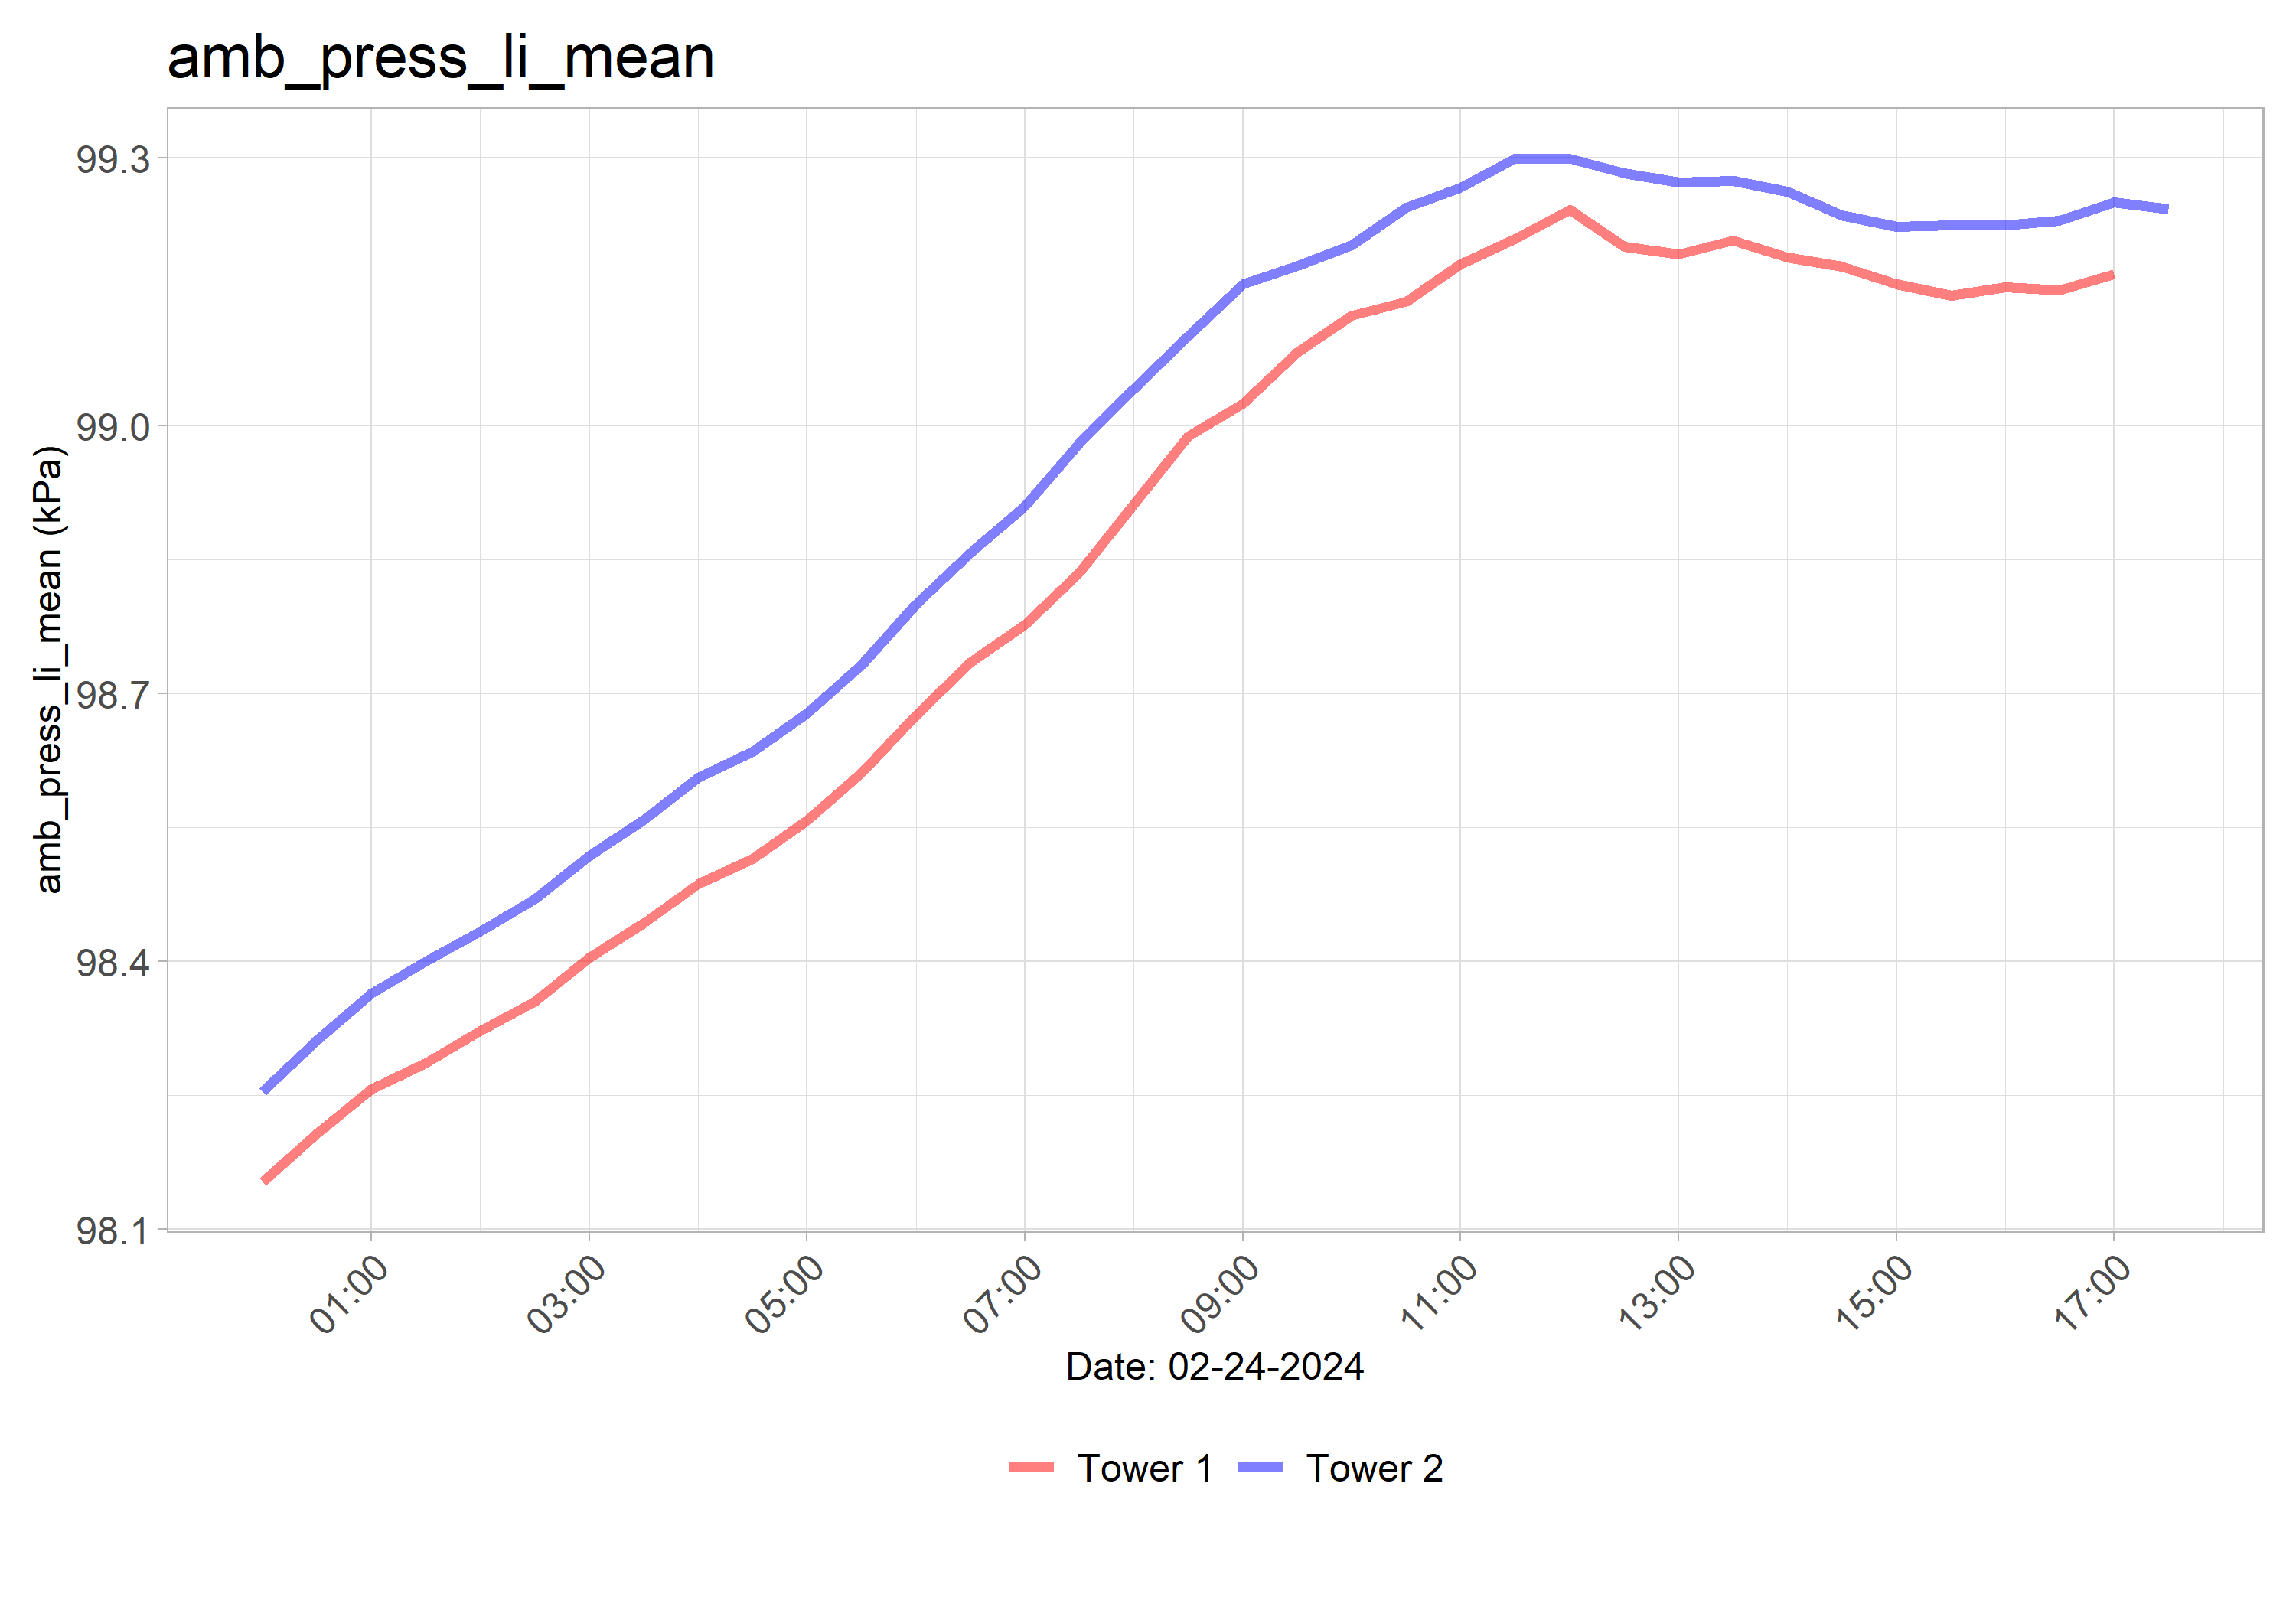 amb_press_li_mean
amb_press_li_mean (kPa)
99.3
99.0
98.7
98.4
98.1
01:00 03:00 05:00 07:00 09:00 11:00 13:00 15:00 17:00
Date: 02-24-2024
Tower 1 Tower 2